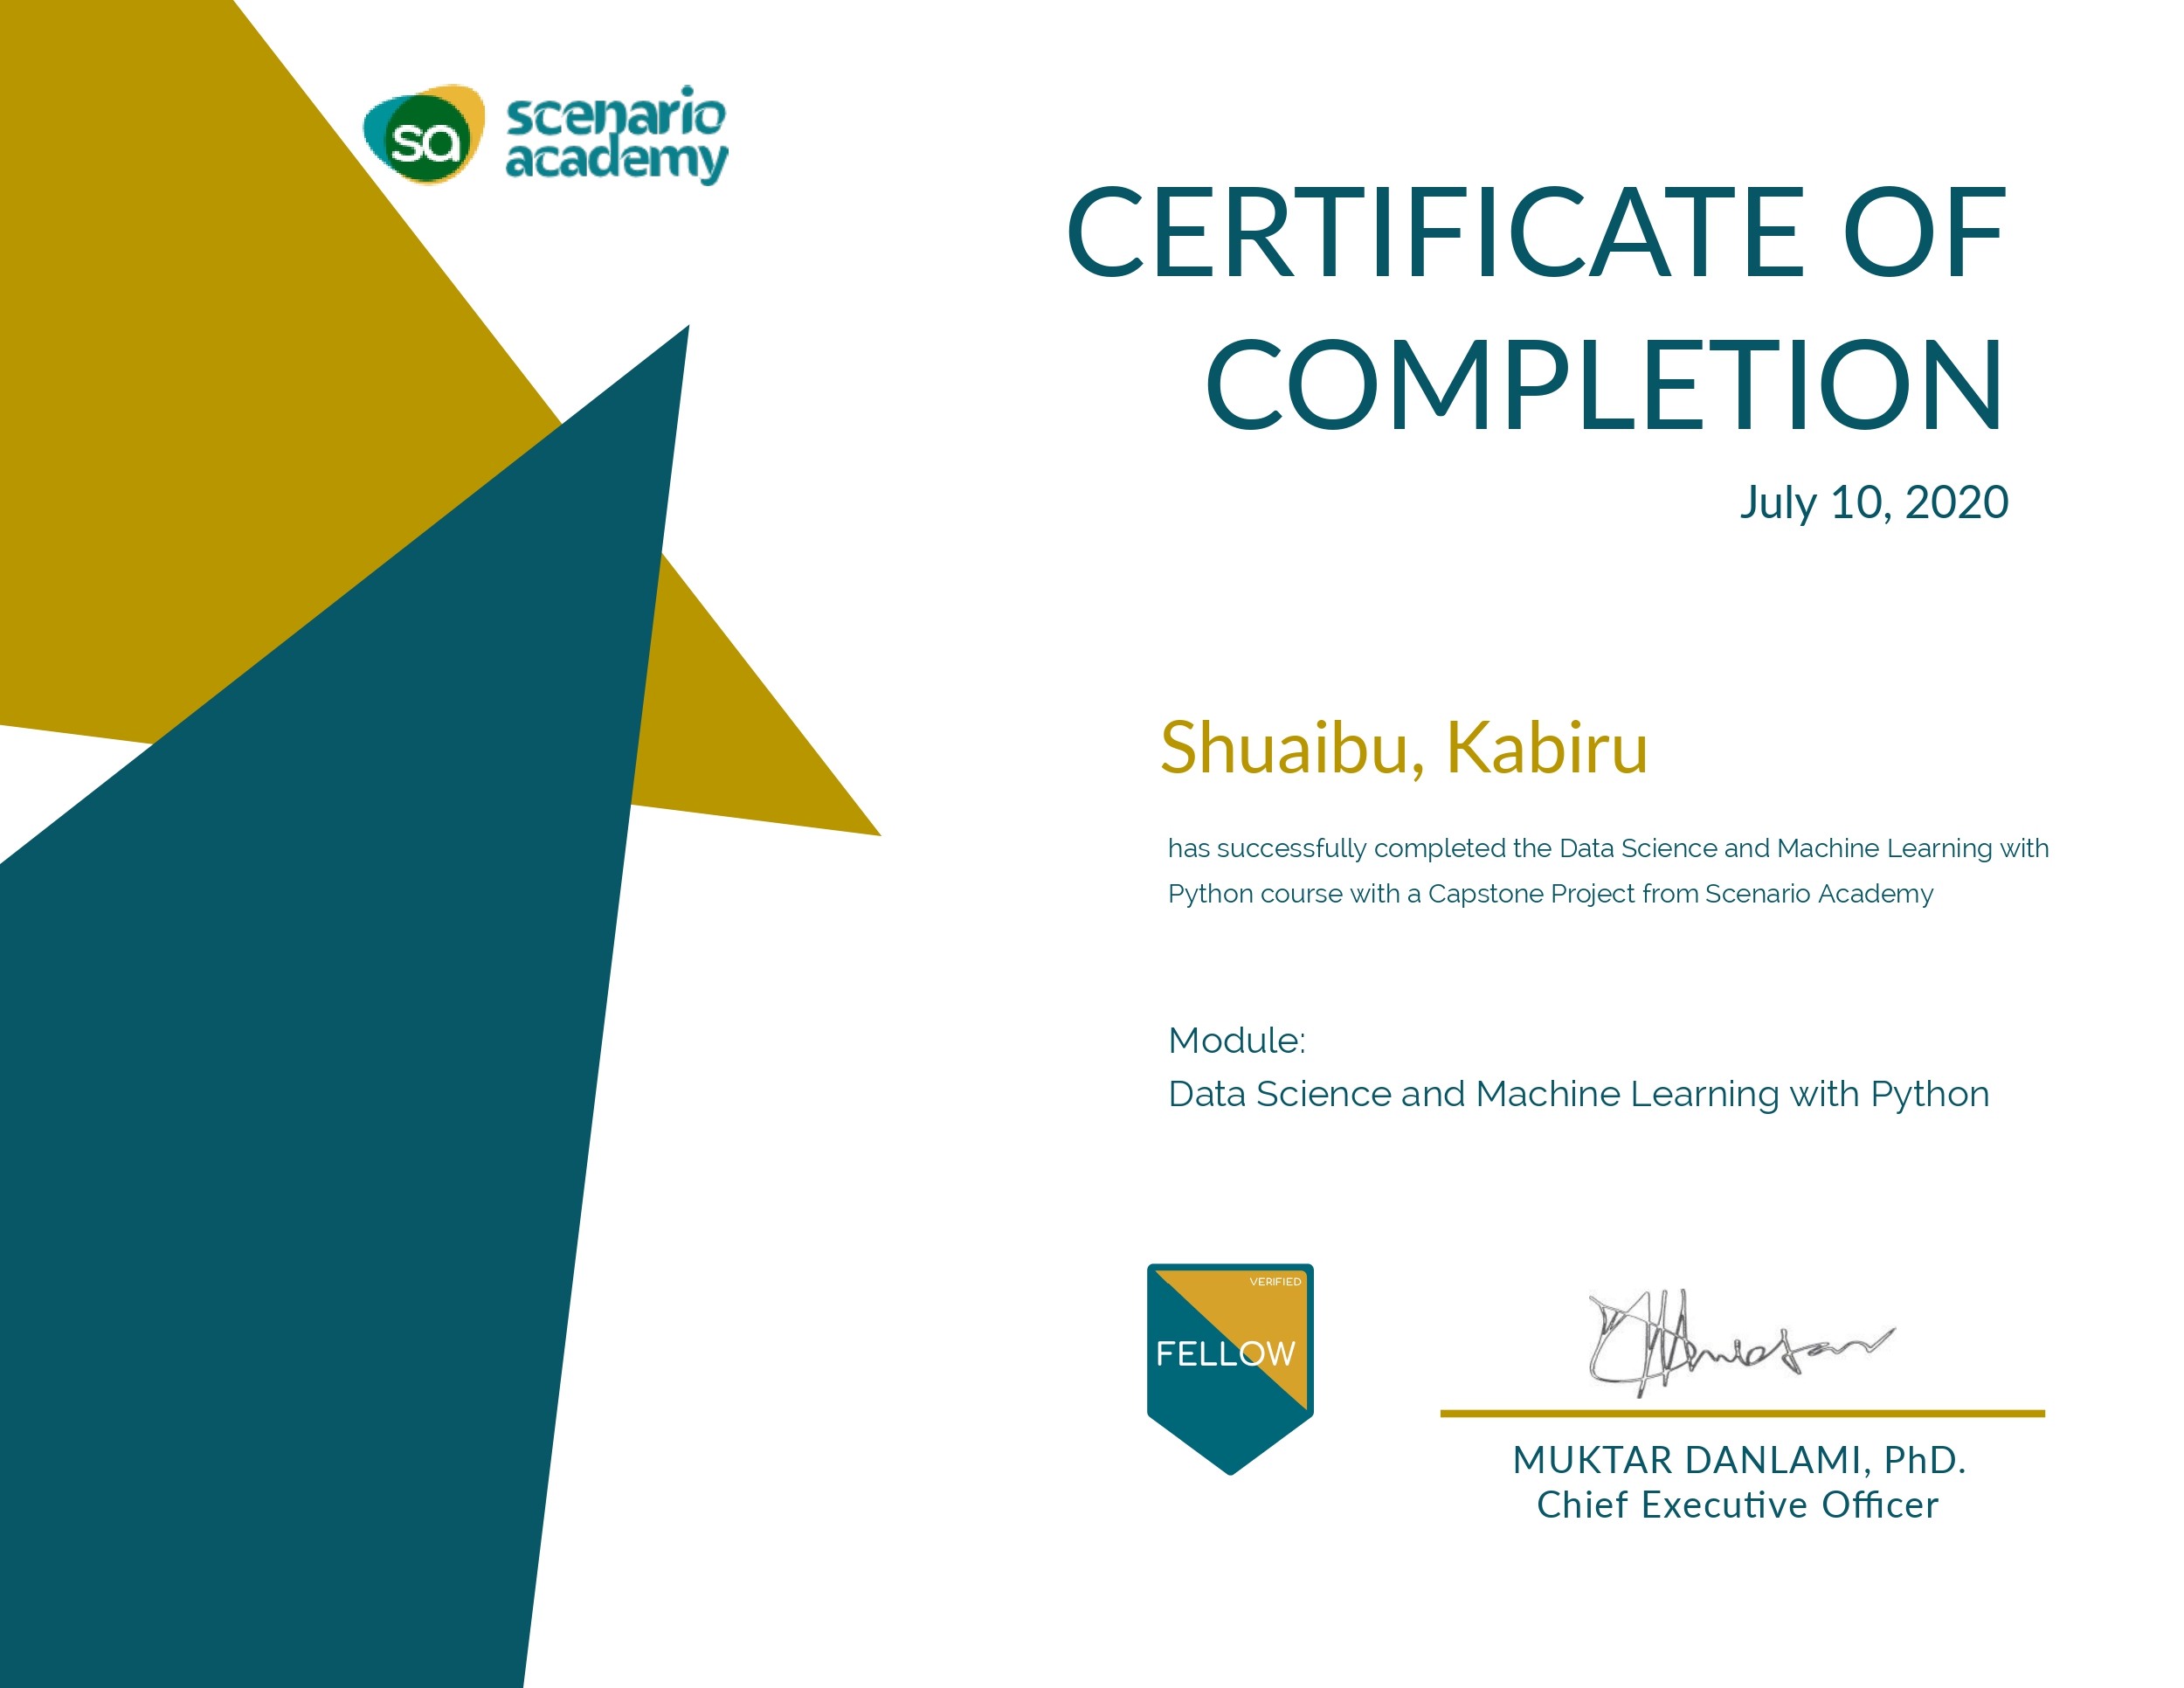 sa
scenario
academy
CERTIFICATE OF
COMPLETION
July 10, 2020
Shuaibu, Kabiru
has successfully completed the Data Science and Machine Learning with
Python course with a Capstone Project from Scenario Academy
Module:
Data Science and Machine Learning with Python
VERIFIED
FELLOW
MUKTAR DANLAMI, PhD.
Chief Executive Officer